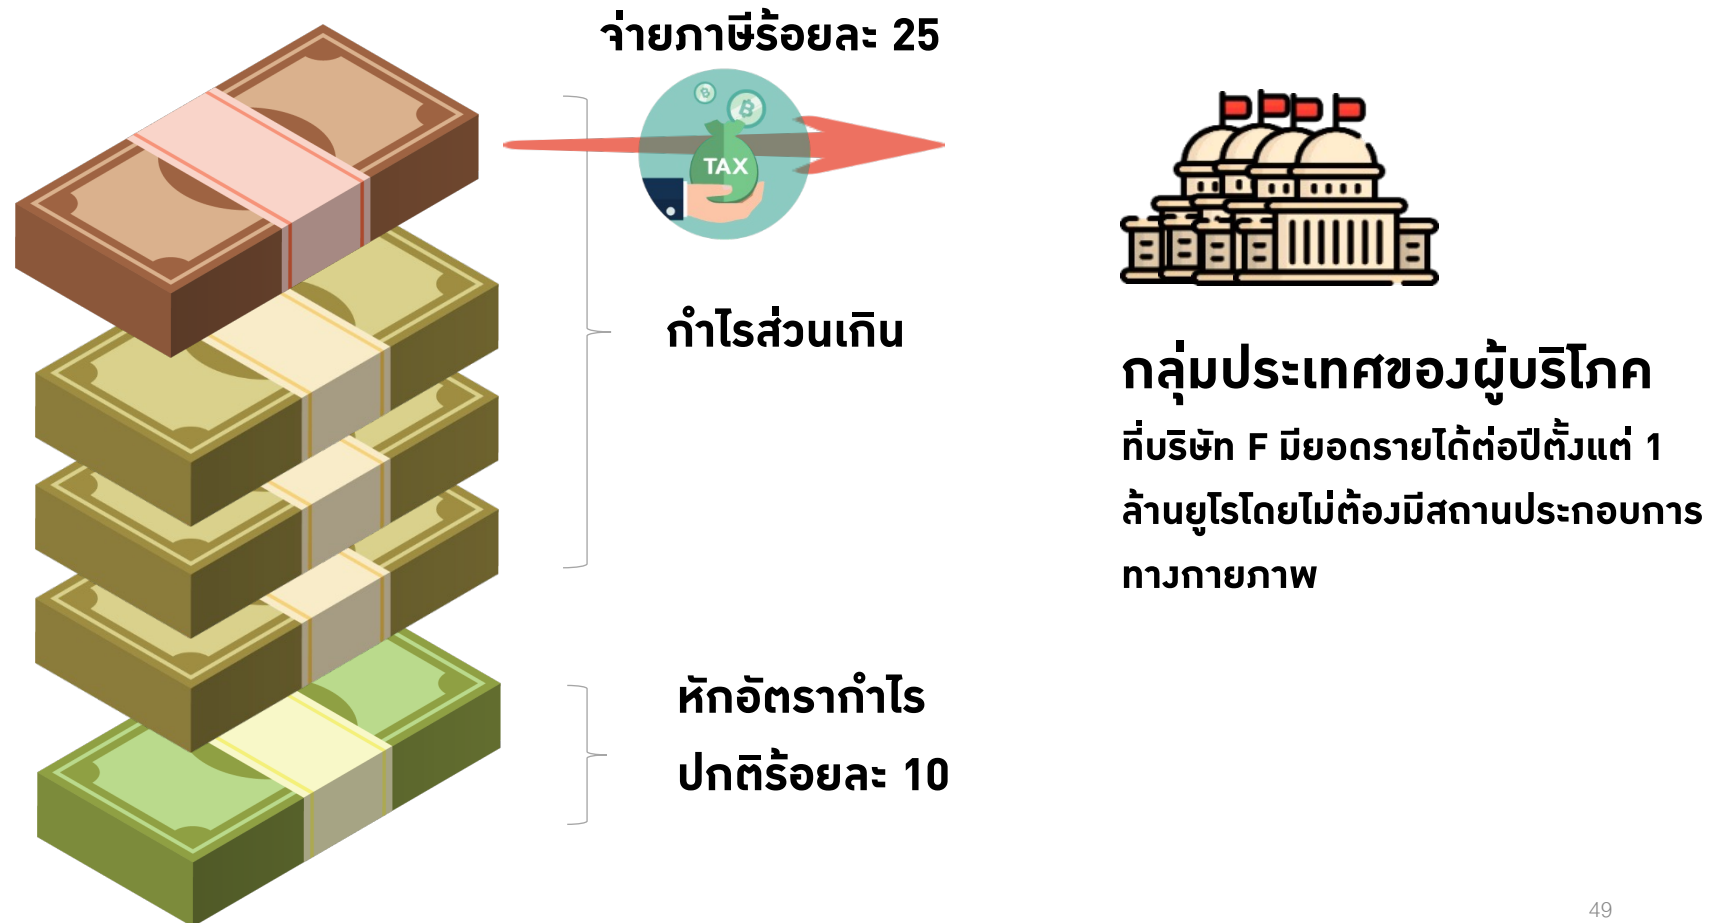 จ่ายภาษีร้อยละ 25
TAX
กำไรส่วนเกิน
กลุ่มประเทศของผู้บริโภค
ที่บริษัท F มียอดรายได้ต่อปีตั้งแต่ 1
ล้านยูโรโดยไม่ต้องมีสถานประกอบการ
ทางกายภาพ
หักอัตรากำไร
ปกติร้อยละ 10
49